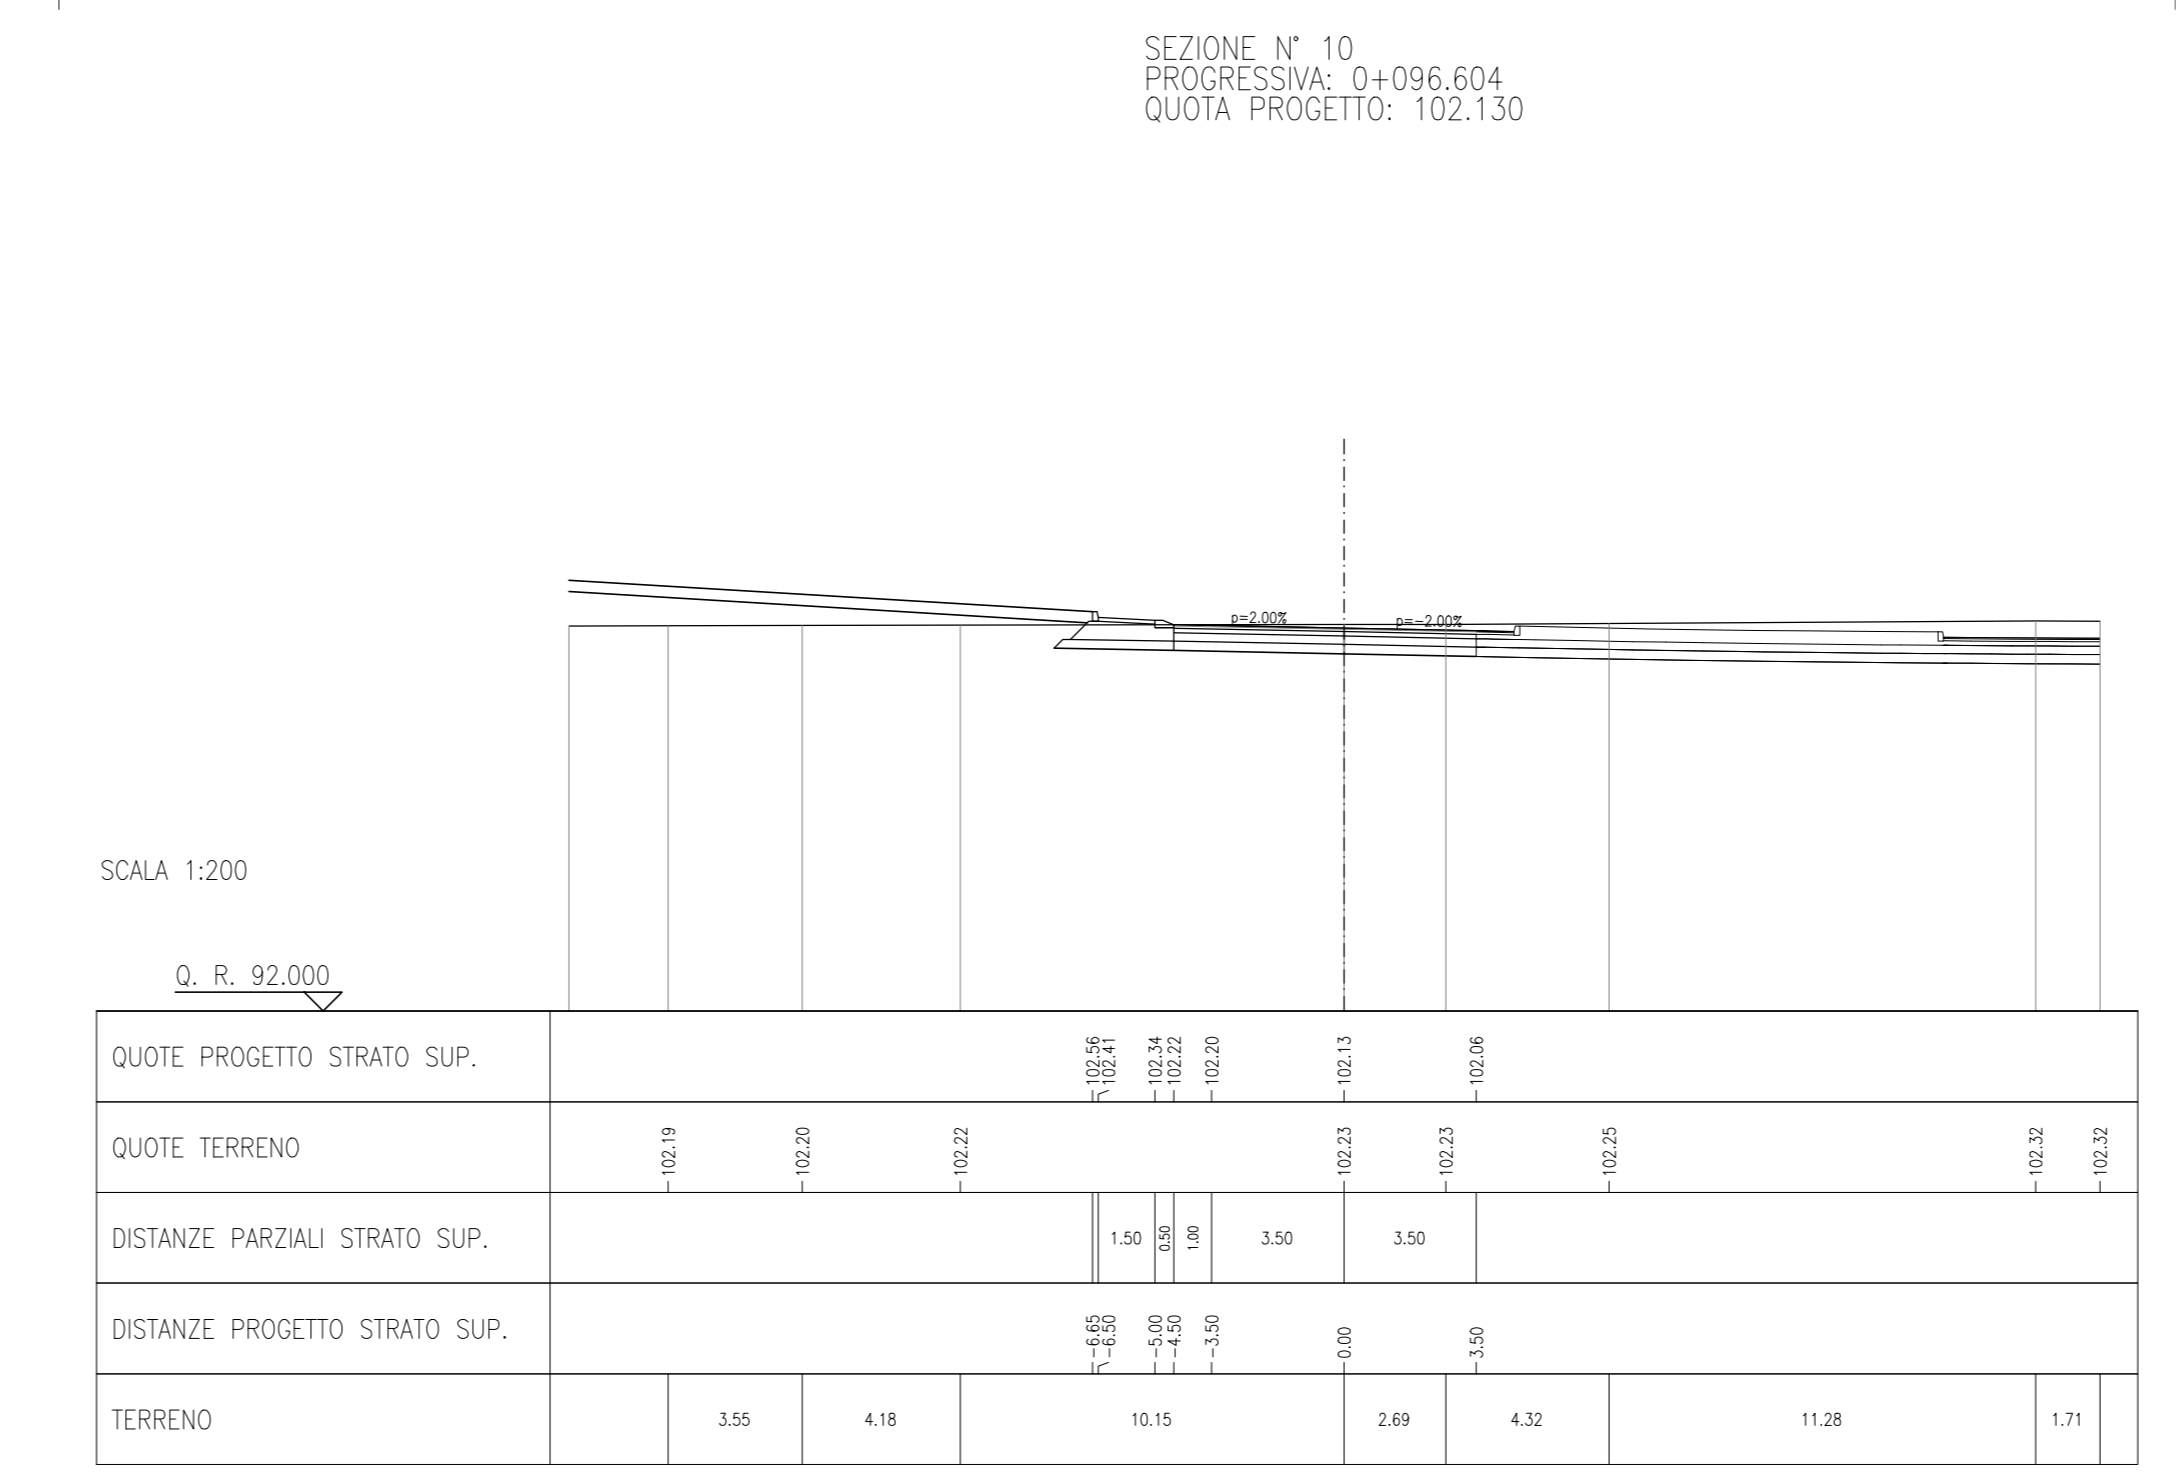 SEZIONE N° 10
PROGRESSIVA: 0+096.604
QUOTA PROGETTO: 102.130
p=2.00%
p=-2.00%
SCALA 1:200
Q. R. 92.000
QUOTE PROGETTO STRATO SUP.
102.56 102.41 102.34 102.22 102.20 102.13 102.06
QUOTE TERRENO
102.19 102.20 102.22 102.23 102.23 102.25 102.32 102.32
DISTANZE PARZIALI STRATO SUP.
1.50 0.50 1.00 3.50 3.50
DISTANZE PROGETTO STRATO SUP.
-6.65 -6.50 -5.00 -4.50 -3.50 0.00 3.50
TERRENO
3.55 4.18 10.15 2.69 4.32 11.28 1.71